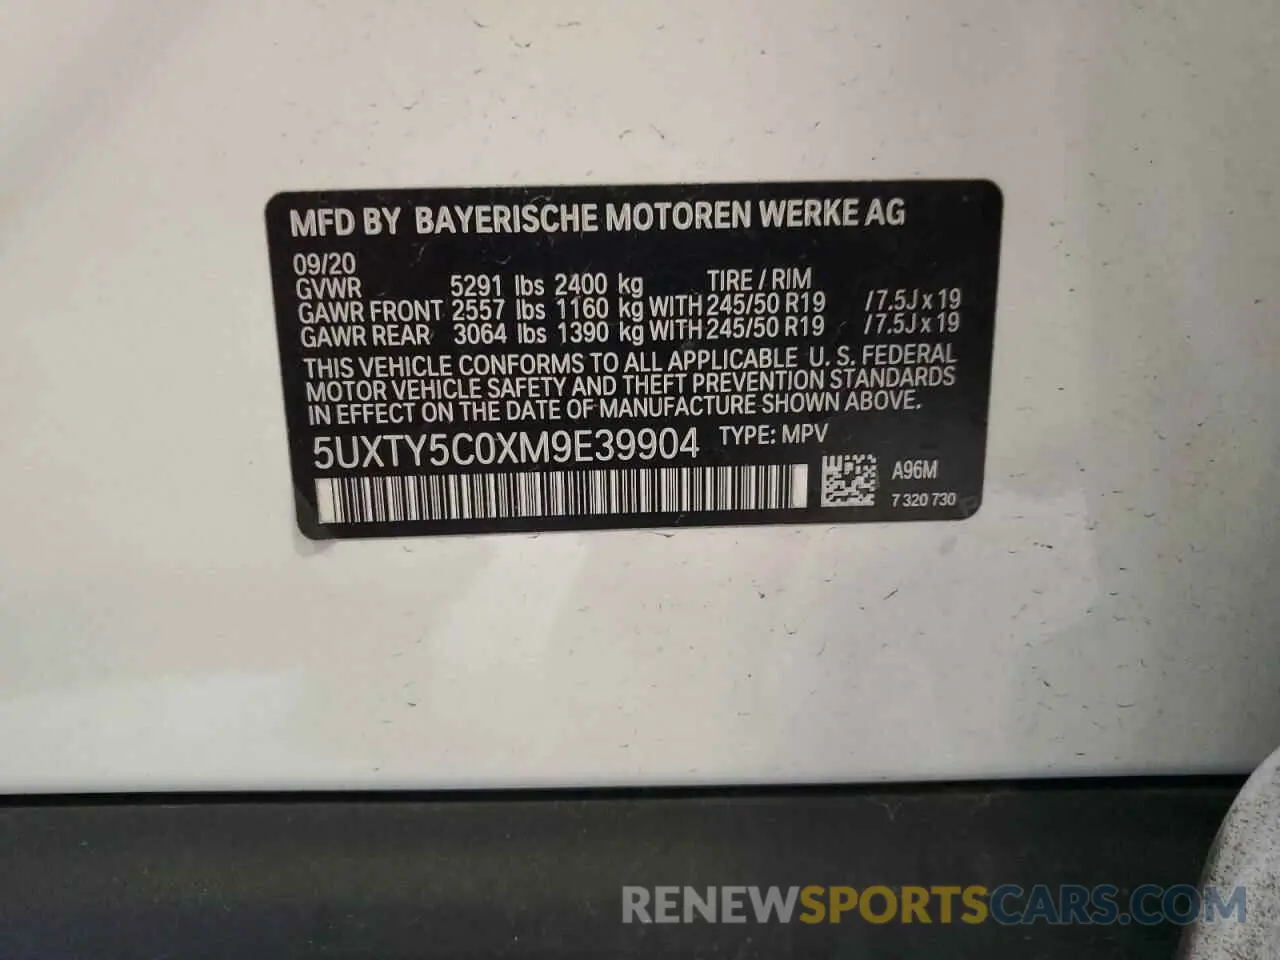 MFD BY BAYERISCHE MOTOREN WERKE AG
09/20
GVWR 5291 lbs 2400 kg TIRE / RIM
GAWR FRONT 2557 lbs 1160 kg WITH 245/50 R19 /7.5J x 19
GAWR REAR 3064 lbs 1390 kg WITH 245/50 R19 /7.5J x 19
THIS VEHICLE CONFORMS TO ALL APPLICABLE U. S. FEDERAL
MOTOR VEHICLE SAFETY AND THEFT PREVENTION STANDARDS
IN EFFECT ON THE DATE OF MANUFACTURE SHOWN ABOVE.
5UXTY5C0XM9E39904 TYPE: MPV
A96M
7 320 730
RENEWSPORTSCARS.COM